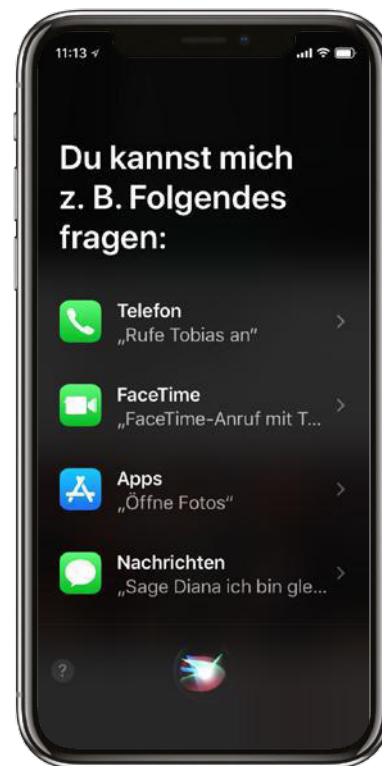 11:13
Du kannst mich
z. B. Folgendes
fragen:
Telefon
„Rufe Tobias an“
FaceTime
„FaceTime-Anruf mit T...
Apps
„Öffne Fotos“
Nachrichten
„Sage Diana ich bin gle...
?